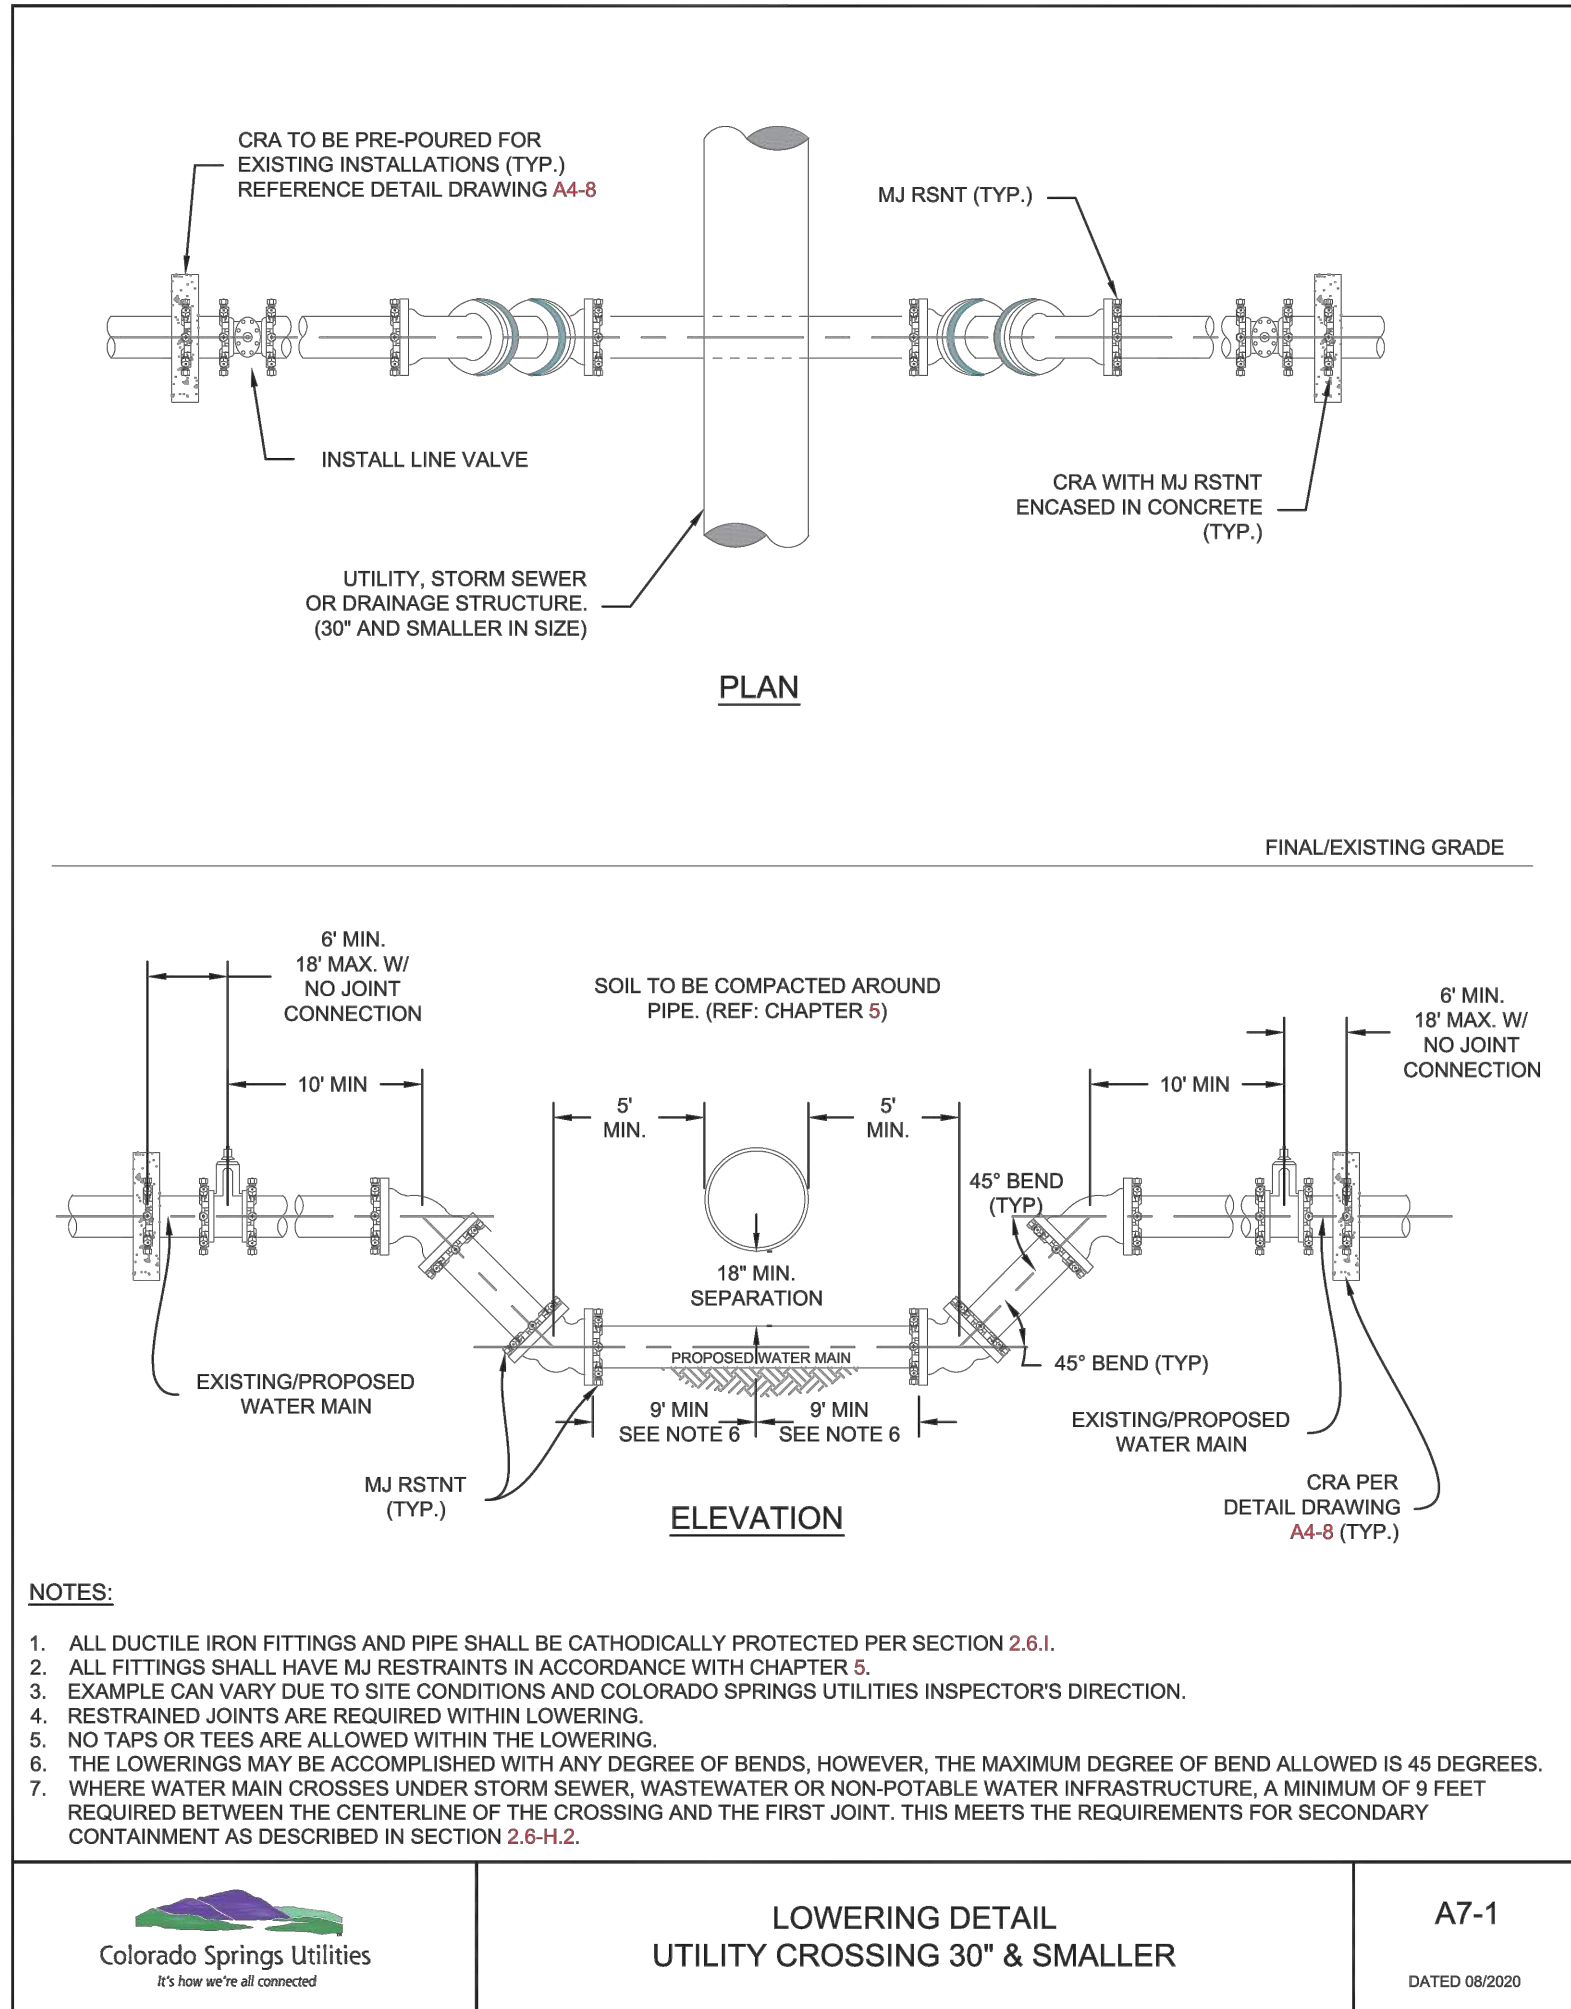 CRA TO BE PRE-POURED FOR
EXISTING INSTALLATIONS (TYP.)
REFERENCE DETAIL DRAWING A4-8
MJ RSNT (TYP.)
INSTALL LINE VALVE
CRA WITH MJ RSTNT
ENCASED IN CONCRETE
(TYP.)
UTILITY, STORM SEWER
OR DRAINAGE STRUCTURE.
(30" AND SMALLER IN SIZE)
PLAN
FINAL/EXISTING GRADE
6' MIN.
18' MAX. W/
NO JOINT
CONNECTION
SOIL TO BE COMPACTED AROUND
PIPE. (REF: CHAPTER 5)
6' MIN.
18' MAX. W/
NO JOINT
CONNECTION
10' MIN
10' MIN
5'
MIN.
5'
MIN.
45° BEND
(TYP)
18" MIN.
SEPARATION
PROPOSED WATER MAIN
45° BEND (TYP)
EXISTING/PROPOSED
WATER MAIN
9' MIN
SEE NOTE 6
9' MIN
SEE NOTE 6
EXISTING/PROPOSED
WATER MAIN
MJ RSTNT
(TYP.)
CRA PER
DETAIL DRAWING
A4-8 (TYP.)
ELEVATION
NOTES:
1. ALL DUCTILE IRON FITTINGS AND PIPE SHALL BE CATHODICALLY PROTECTED PER SECTION 2.6.I.
2. ALL FITTINGS SHALL HAVE MJ RESTRAINTS IN ACCORDANCE WITH CHAPTER 5.
3. EXAMPLE CAN VARY DUE TO SITE CONDITIONS AND COLORADO SPRINGS UTILITIES INSPECTOR'S DIRECTION.
4. RESTRAINED JOINTS ARE REQUIRED WITHIN LOWERING.
5. NO TAPS OR TEES ARE ALLOWED WITHIN THE LOWERING.
6. THE LOWERINGS MAY BE ACCOMPLISHED WITH ANY DEGREE OF BENDS, HOWEVER, THE MAXIMUM DEGREE OF BEND ALLOWED IS 45 DEGREES.
7. WHERE WATER MAIN CROSSES UNDER STORM SEWER, WASTEWATER OR NON-POTABLE WATER INFRASTRUCTURE, A MINIMUM OF 9 FEET
REQUIRED BETWEEN THE CENTERLINE OF THE CROSSING AND THE FIRST JOINT. THIS MEETS THE REQUIREMENTS FOR SECONDARY
CONTAINMENT AS DESCRIBED IN SECTION 2.6-H.2.
Colorado Springs Utilities
It's how we're all connected
LOWERING DETAIL
UTILITY CROSSING 30" & SMALLER
A7-1
DATED 08/2020